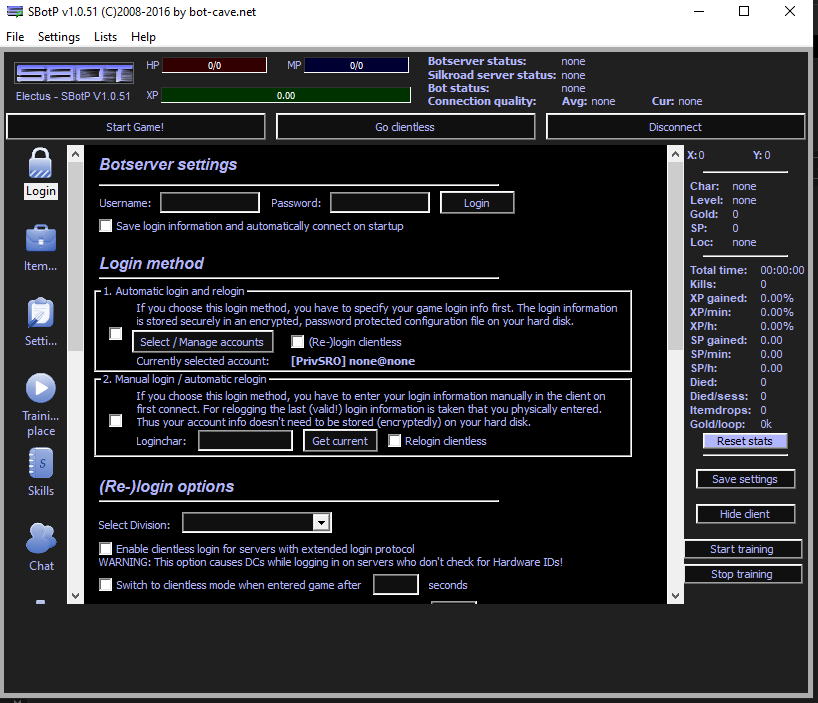 SBotP v1.0.51 (C)2008-2016 by bot-cave.net
File Settings Lists Help
SBOT
Electus - SBotP V1.0.51
HP 0/0 MP 0/0
XP 0.00
Botserver status: none
Silkroad server status: none
Bot status: none
Connection quality: Avg: none Cur: none
Start Game! Go clientless Disconnect
Login
Item...
Setti...
Traini...
place
Skills
Chat
Botserver settings
Username: Password: Login
Save login information and automatically connect on startup
Login method
1. Automatic login and relogin
If you choose this login method, you have to specify your game login info first. The login information
is stored securely in an encrypted, password protected configuration file on your hard disk.
Select / Manage accounts (Re-)login clientless
Currently selected account: [PrivSRO] none@none
2. Manual login / automatic relogin
If you choose this login method, you have to enter your login information manually in the client on
first connect. For relogging the last (valid!) login information is taken that you physically entered.
Thus your account info doesn't need to be stored (encryptedly) on your hard disk.
Loginchar: Get current Relogin clientless
(Re-)login options
Select Division:
Enable clientless login for servers with extended login protocol
WARNING: This option causes DCs while logging in on servers who don't check for Hardware IDs!
Switch to clientless mode when entered game after seconds
X: 0 Y: 0
Char: none
Level: none
Gold: 0
SP: 0
Loc: none
Total time: 00:00:00
Kills: 0
XP gained: 0.00%
XP/min: 0.00%
XP/h: 0.00%
SP gained: 0.00
SP/min: 0.00
SP/h: 0.00
Died: 0
Died/sess: 0
Itemdrops: 0
Gold/loop: 0k
Reset stats
Save settings
Hide client
Start training
Stop training